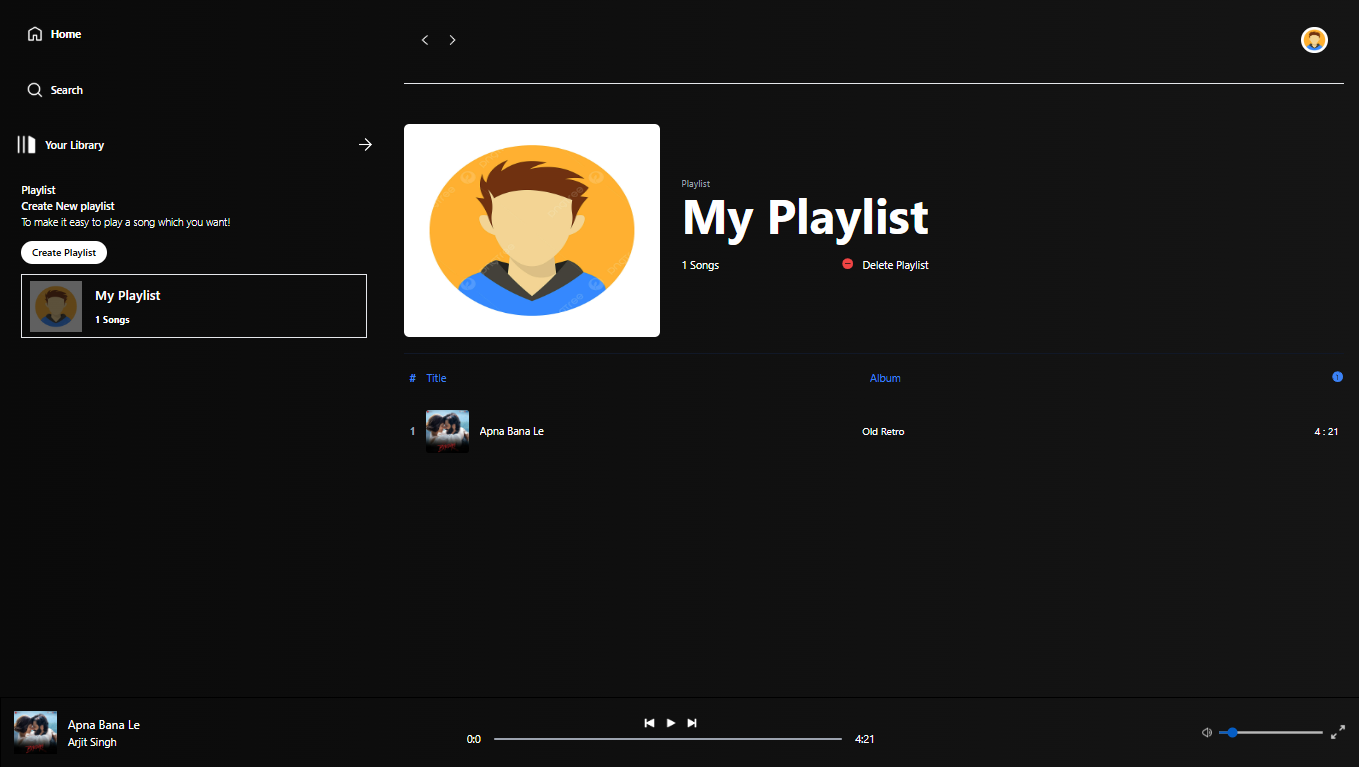 Home
Search
Your Library
Playlist
Create New playlist
To make it easy to play a song which you want!
Create Playlist
My Playlist
1 Songs
Playlist
My Playlist
1 Songs
Delete Playlist
# Title Album
1 Apna Bana Le Old Retro 4 : 21
Apna Bana Le
Arjit Singh
0:0
4:21